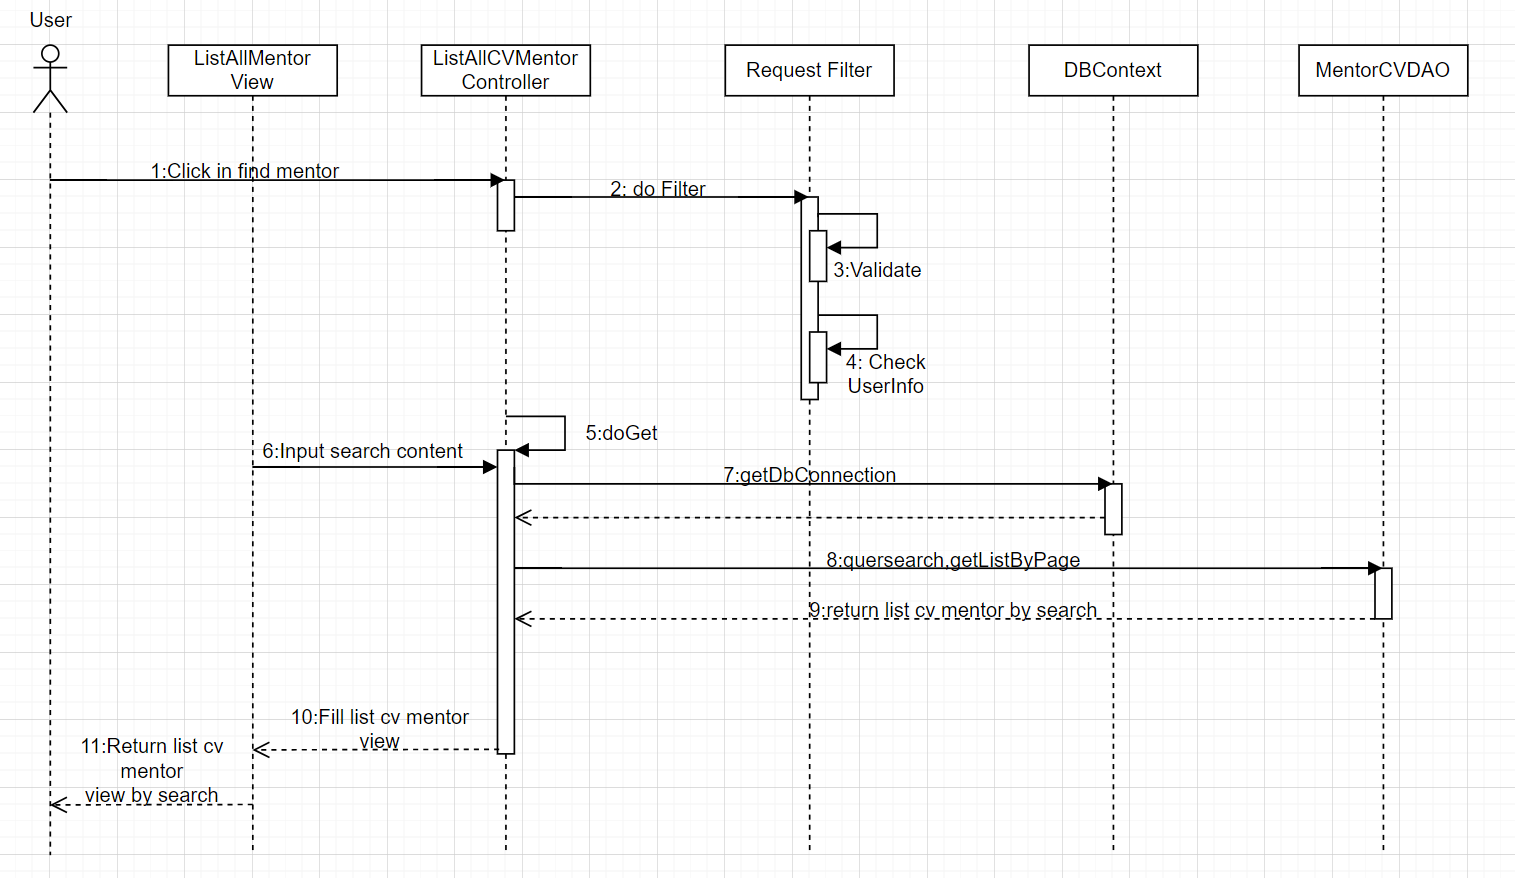 User
ListAllMentor
View
ListAllCVMentor
Controller
Request Filter
DBContext
MentorCVDAO
1:Click in find mentor
2: do Filter
3:Validate
4: Check
UserInfo
5:doGet
6:Input search content
7:getDbConnection
8:quersearch,getListByPage
9:return list cv mentor by search
10:Fill list cv mentor
view
11:Return list cv
mentor
view by search